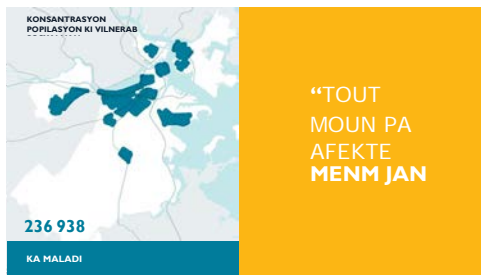 KONSANTRASYON
POPILASYON KI VILNERAB
236 938
KA MALADI
“TOUT
MOUN PA
AFEKTE
MENM JAN